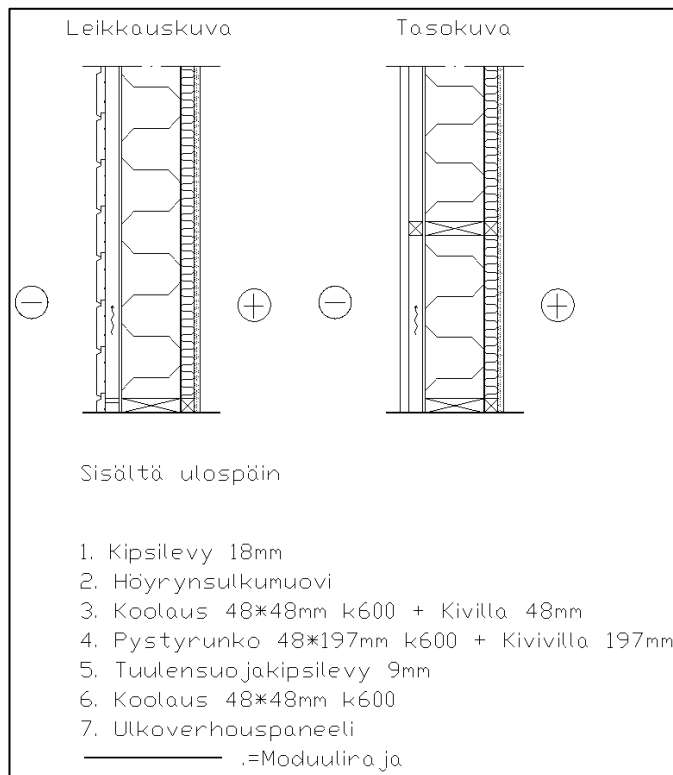 Leikkauskuva
Tasokuva
Sisältä ulospäin
1. Kipsilevy 18mm
2. Höyrynsulkumuovi
3. Koolaus 48*48mm k600 + Kivilla 48mm
4. Pystyrunko 48*197mm k600 + Kivivilla 197mm
5. Tuulensuojakipsilevy 9mm
6. Koolaus 48*48mm k600
7. Ulkoverhouspaneeli
.=Moduuliraja